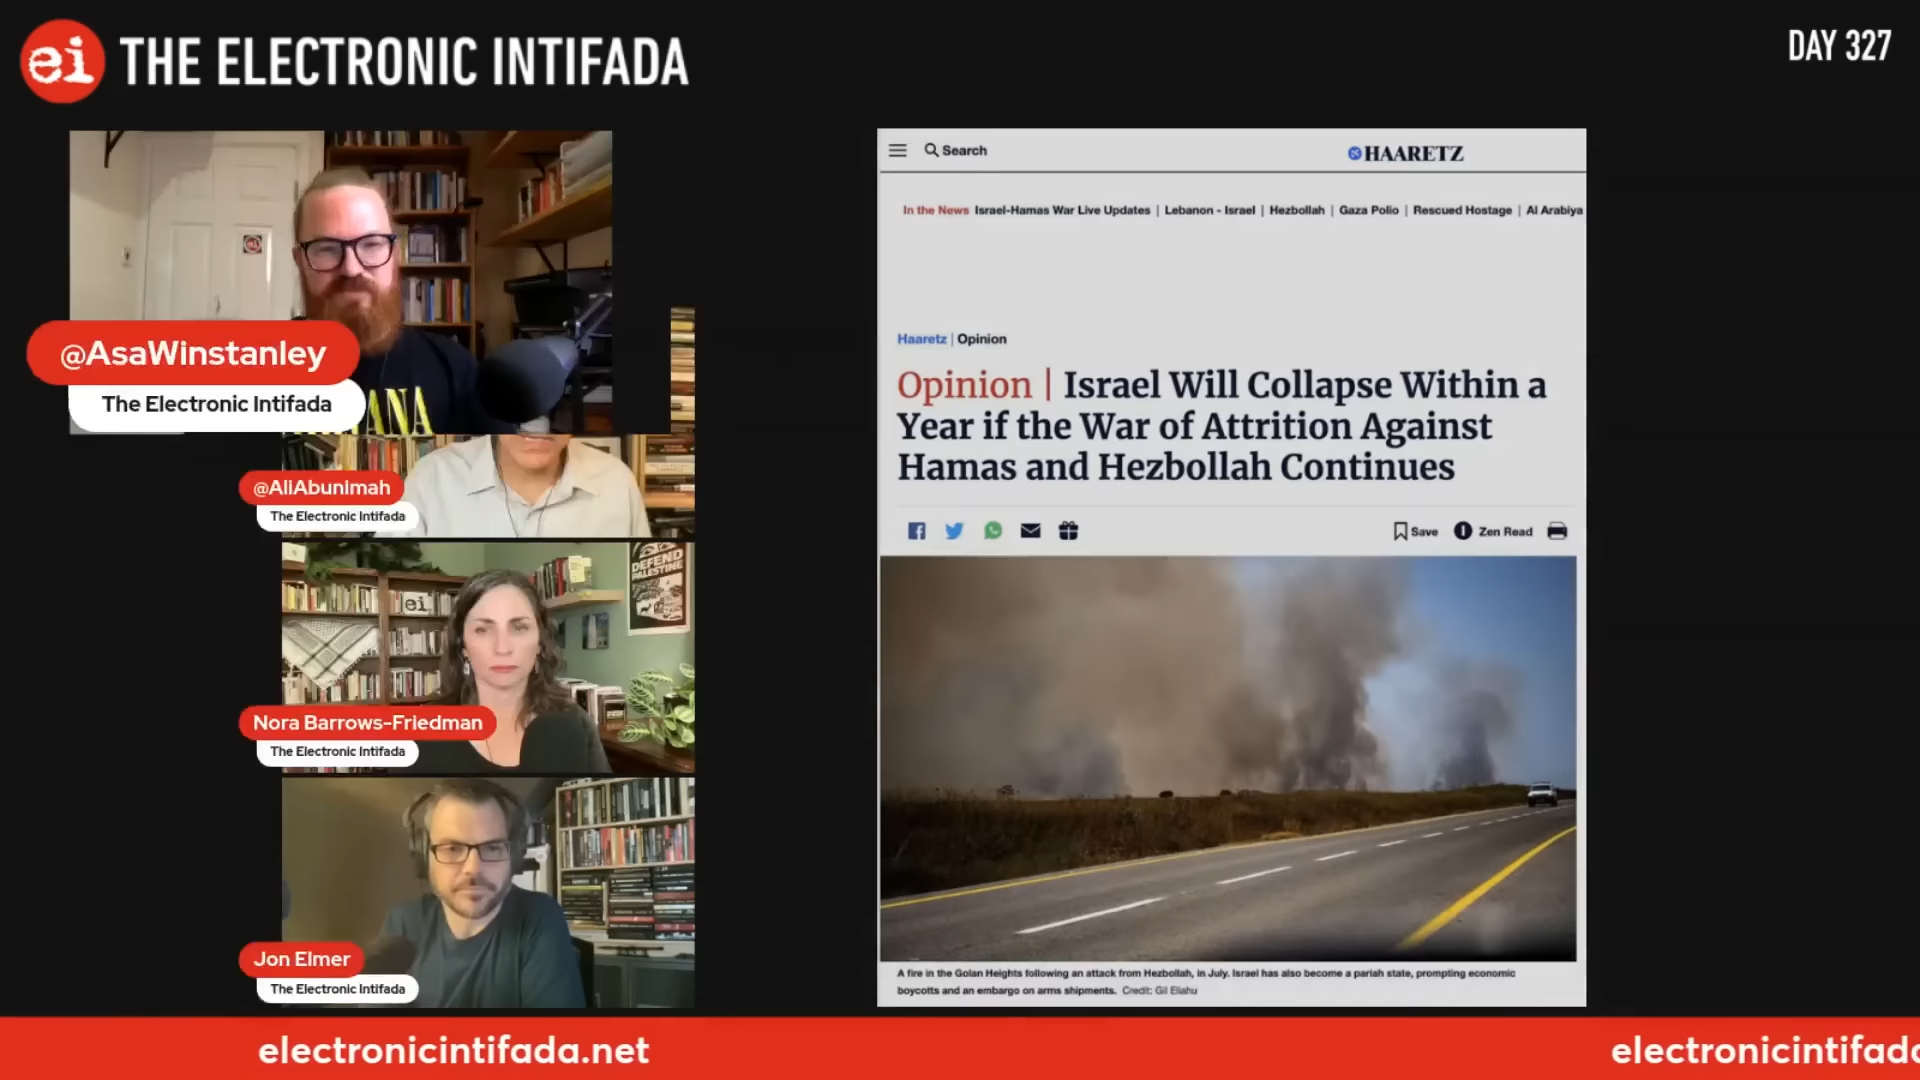 ei THE ELECTRONIC INTIFADA
DAY 327
@AsaWinstanley
The Electronic Intifada
ANA
@AliAbunimah
The Electronic Intifada
DEFEND
PALESTINE
ei
Nora Barrows-Friedman
The Electronic Intifada
Jon Elmer
The Electronic Intifada
Search
HAARETZ
In the News Israel-Hamas War Live Updates | Lebanon - Israel | Hezbollah | Gaza Polio | Rescued Hostage | Al Arabiya
Haaretz | Opinion
Opinion | Israel Will Collapse Within a
Year if the War of Attrition Against
Hamas and Hezbollah Continues
Save Zen Read
A fire in the Golan Heights following an attack from Hezbollah, in July. Israel has also become a pariah state, prompting economic
boycotts and an embargo on arms shipments. Credit: Gil Eliahu
electronicintifada.net
electronicintifada